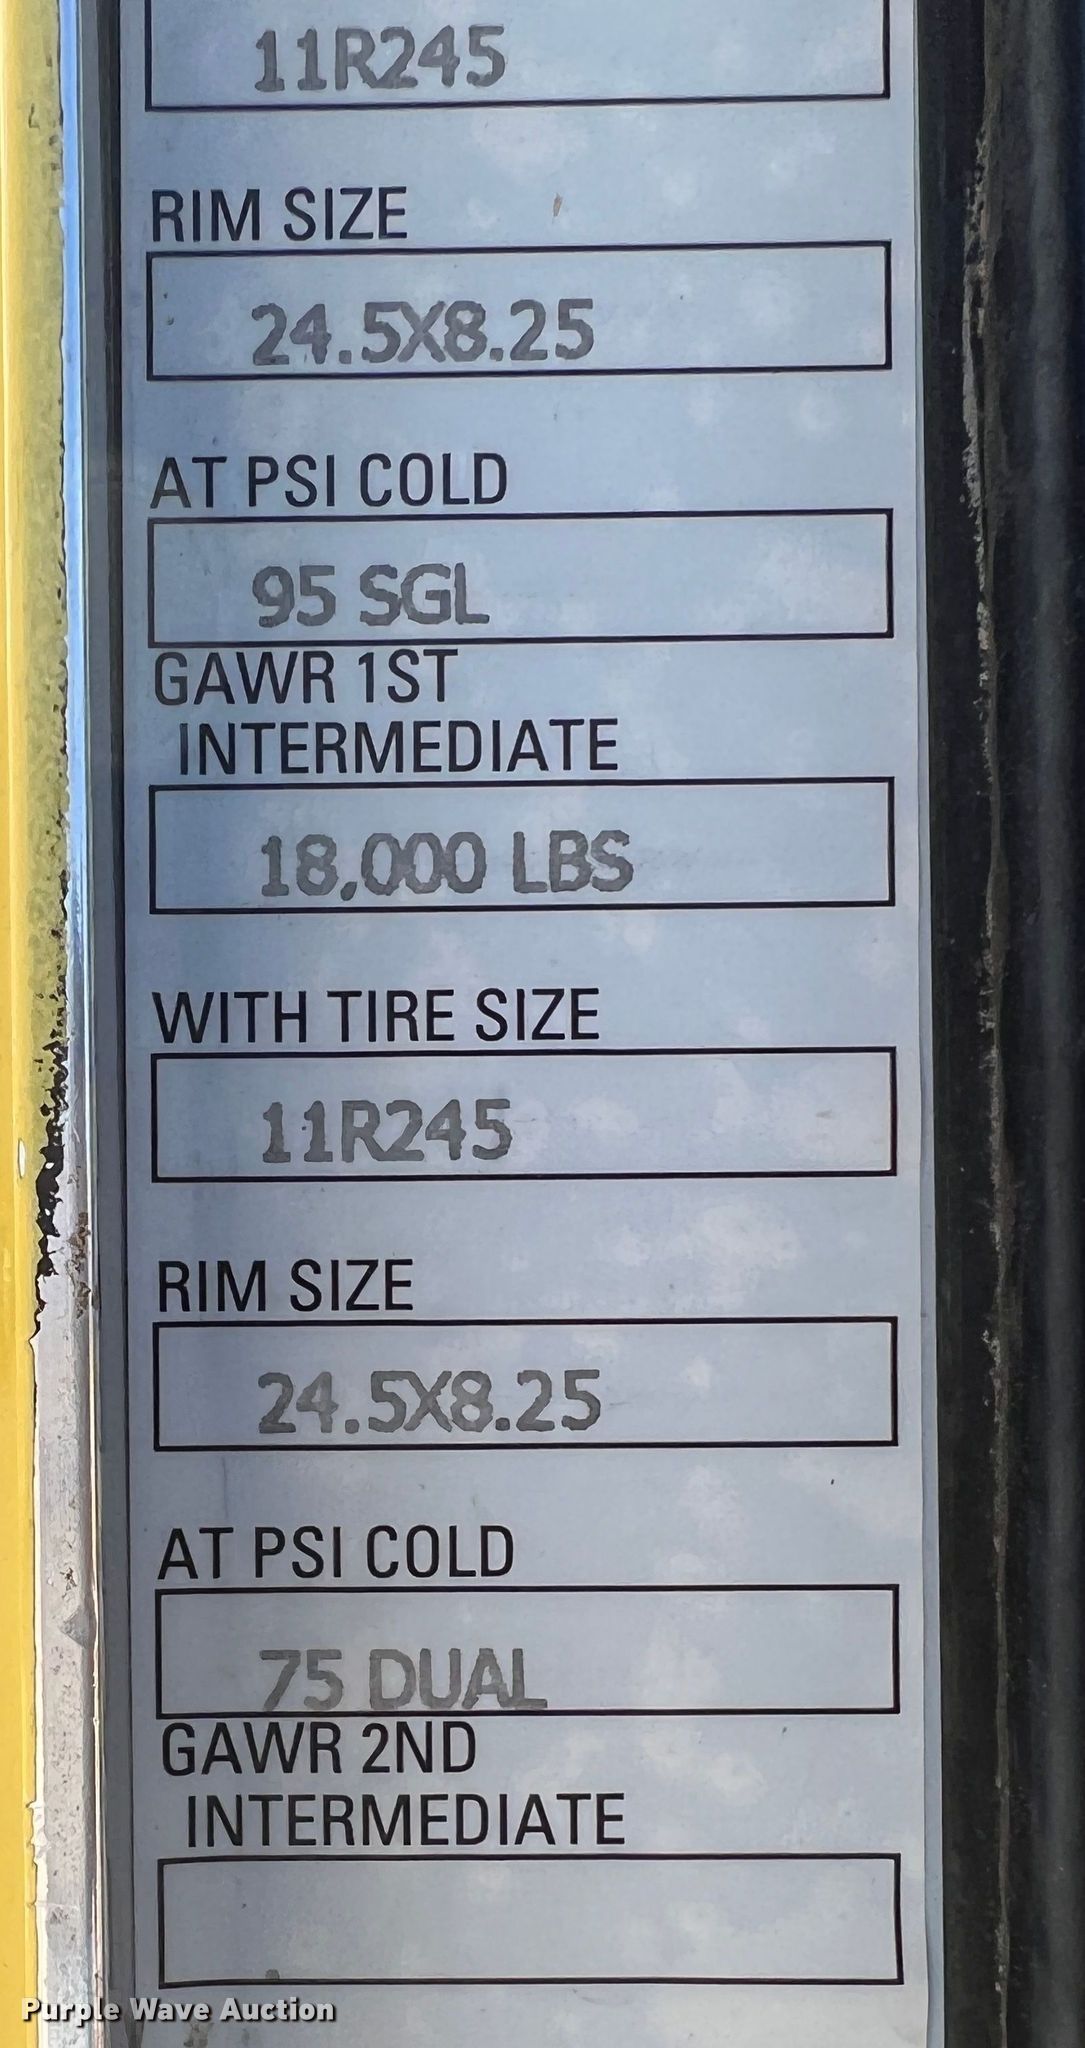 11R245
RIM SIZE
24.5X8.25
AT PSI COLD
95 SGL
GAWR 1ST
INTERMEDIATE
18,000 LBS
WITH TIRE SIZE
11R245
RIM SIZE
24.5X8.25
AT PSI COLD
75 DUAL
GAWR 2ND
INTERMEDIATE
Purple Wave Auction